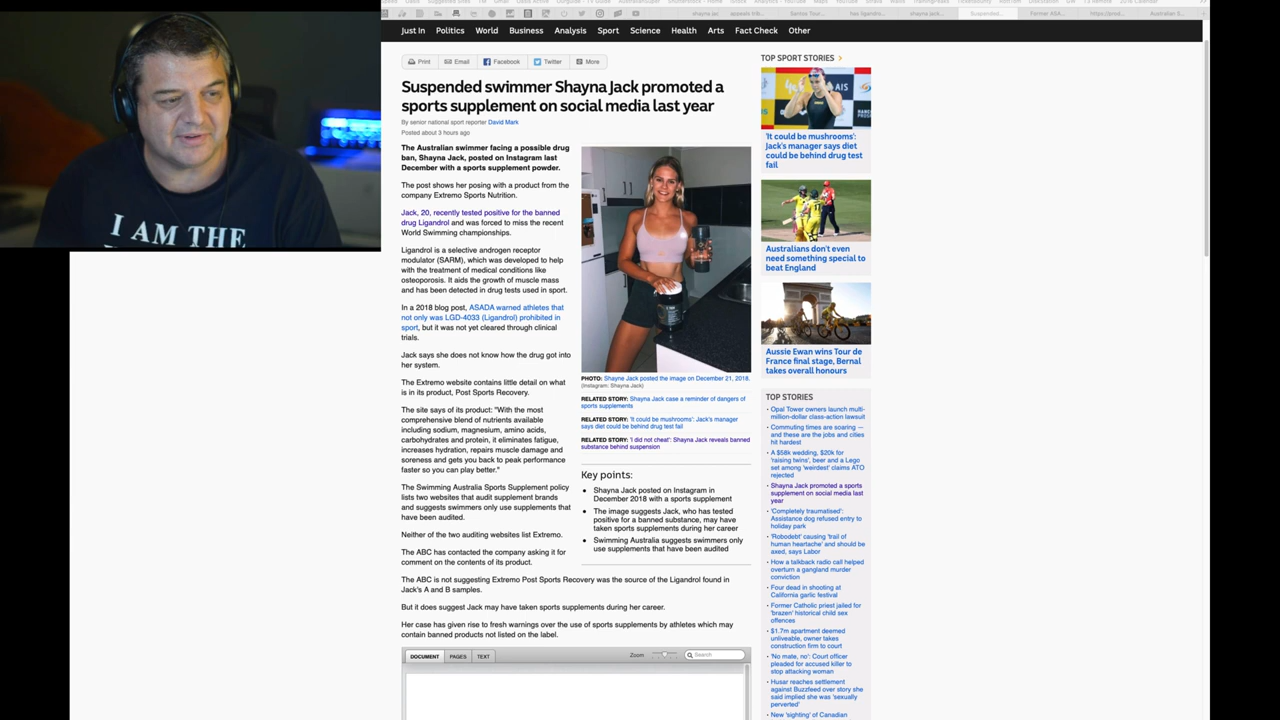 Just In Politics World Business Analysis Sport Science Health Arts Fact Check Other
Print Email Facebook Twitter More
Suspended swimmer Shayna Jack promoted a
sports supplement on social media last year
By senior national sport reporter David Mark
Posted about 3 hours ago
The Australian swimmer facing a possible drug
ban, Shayna Jack, posted on Instagram last
December with a sports supplement powder.
The post shows her posing with a product from the
company Extremo Sports Nutrition.
Jack, 20, recently tested positive for the banned
drug Ligandrol and was forced to miss the recent
World Swimming championships.
Ligandrol is a selective androgen receptor
modulator (SARM), which was developed to help
with the treatment of medical conditions like
osteoporosis. It aids the growth of muscle mass
and has been detected in drug tests used in sport.
In a 2018 blog post, ASADA warned athletes that
not only was LGD-4033 (Ligandrol) prohibited in
sport, but it was not yet cleared through clinical
trials.
Jack says she does not know how the drug got into
her system.
The Extremo website contains little detail on what
is in its product, Post Sports Recovery.
The site says of its product: "With the most
comprehensive blend of nutrients available
including sodium, magnesium, amino acids,
carbohydrates and protein, it eliminates fatigue,
increases hydration, repairs muscle damage and
soreness and gets you back to peak performance
faster so you can play better."
The Swimming Australia Sports Supplement policy
lists two websites that audit supplement brands
and suggests swimmers only use supplements that
have been audited.
Neither of the two auditing websites list Extremo.
The ABC has contacted the company asking it for
comment on the contents of its product.
The ABC is not suggesting Extremo Post Sports Recovery was the source of the Ligandrol found in
Jack's A and B samples.
But it does suggest Jack may have taken sports supplements during her career.
Her case has given rise to fresh warnings over the use of sports supplements by athletes which may
contain banned products not listed on the label.
DOCUMENT PAGES TEXT Zoom Search
PHOTO: Shayne Jack posted the image on December 21, 2018.
(Instagram: Shayna Jack)
RELATED STORY: Shayna Jack case a reminder of dangers of
sports supplements
RELATED STORY: 'It could be mushrooms': Jack's manager
says diet could be behind drug test fail
RELATED STORY: 'I did not cheat': Shayna Jack reveals banned
substance behind suspension
Key points:
• Shayna Jack posted on Instagram in
December 2018 with a sports supplement
• The image suggests Jack, who has tested
positive for a banned substance, may have
taken sports supplements during her career
• Swimming Australia suggests swimmers only
use supplements that have been audited
TOP SPORT STORIES
'It could be mushrooms':
Jack's manager says diet
could be behind drug test
fail
Australians don't even
need something special to
beat England
Aussie Ewan wins Tour de
France final stage, Bernal
takes overall honours
TOP STORIES
Opal Tower owners launch multi-
million-dollar class-action lawsuit
Commuting times are soaring —
and these are the jobs and cities
hit hardest
A $58k wedding, $20k for
'raising twins', beer and a Lego
set among 'weirdest' claims ATO
rejected
Shayna Jack promoted a sports
supplement on social media last
year
'Completely traumatised':
Assistance dog refused entry to
holiday park
'Robodebt' causing 'trail of
human heartache' and should be
axed, says Labor
How a talkback radio call helped
overturn a gangland murder
conviction
Four dead in shooting at
California garlic festival
Former Catholic priest jailed for
'brazen' historical child sex
offences
$1.7m apartment deemed
unliveable, owner takes
construction firm to court
'No mate, no': Court officer
pleaded for accused killer to
stop attacking woman
Husar reaches settlement
against Buzzfeed over story she
said implied she was 'sexually
perverted'
New 'sighting' of Canadian
I AM THE